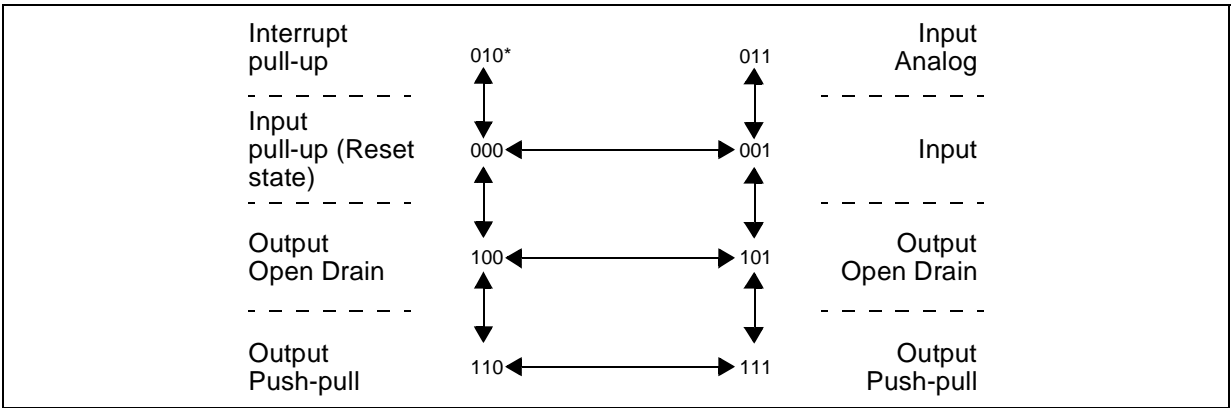 Interrupt
pull-up
010*
011
Input
Analog
Input
pull-up (Reset
state)
000
001
Input
Output
Open Drain
100
101
Output
Open Drain
Output
Push-pull
110
111
Output
Push-pull